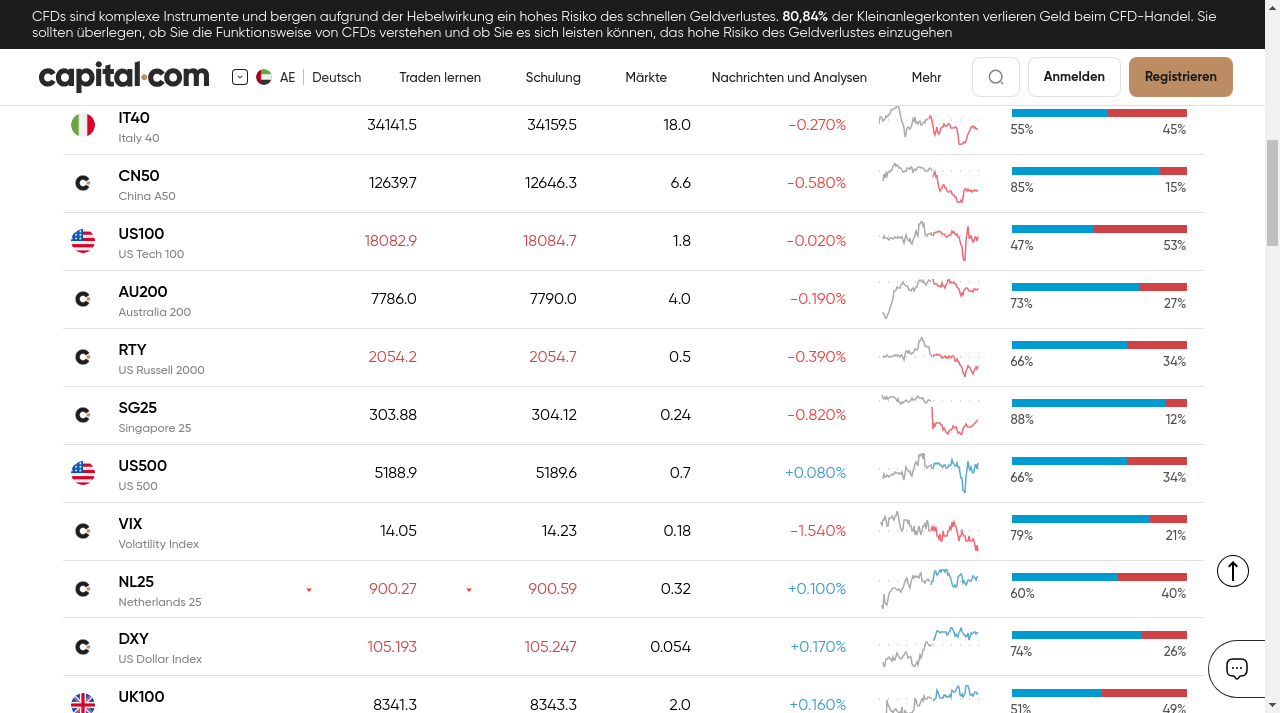 CFDs sind komplexe Instrumente und bergen aufgrund der Hebelwirkung ein hohes Risiko des schnellen Geldverlustes. 80,84% der Kleinanlegerkonten verlieren Geld beim CFD-Handel. Sie
sollten überlegen, ob Sie die Funktionsweise von CFDs verstehen und ob Sie es sich leisten können, das hohe Risiko des Geldverlustes einzugehen
capital.com AE Deutsch Traden lernen Schulung Märkte Nachrichten und Analysen Mehr Anmelden Registrieren
IT40 34141.5 34159.5 18.0 -0.270%
Italy 40 55% 45%
CN50 12639.7 12646.3 6.6 -0.580%
China A50 85% 15%
US100 18082.9 18084.7 1.8 -0.020%
US Tech 100 47% 53%
AU200 7786.0 7790.0 4.0 -0.190%
Australia 200 73% 27%
RTY 2054.2 2054.7 0.5 -0.390%
US Russell 2000 66% 34%
SG25 303.88 304.12 0.24 -0.820%
Singapore 25 88% 12%
US500 5188.9 5189.6 0.7 +0.080%
US 500 66% 34%
VIX 14.05 14.23 0.18 -1.540%
Volatility Index 79% 21%
NL25 900.27 900.59 0.32 +0.100%
Netherlands 25 60% 40%
DXY 105.193 105.247 0.054 +0.170%
US Dollar Index 74% 26%
UK100 8341.3 8343.3 2.0 +0.160%
51% 49%